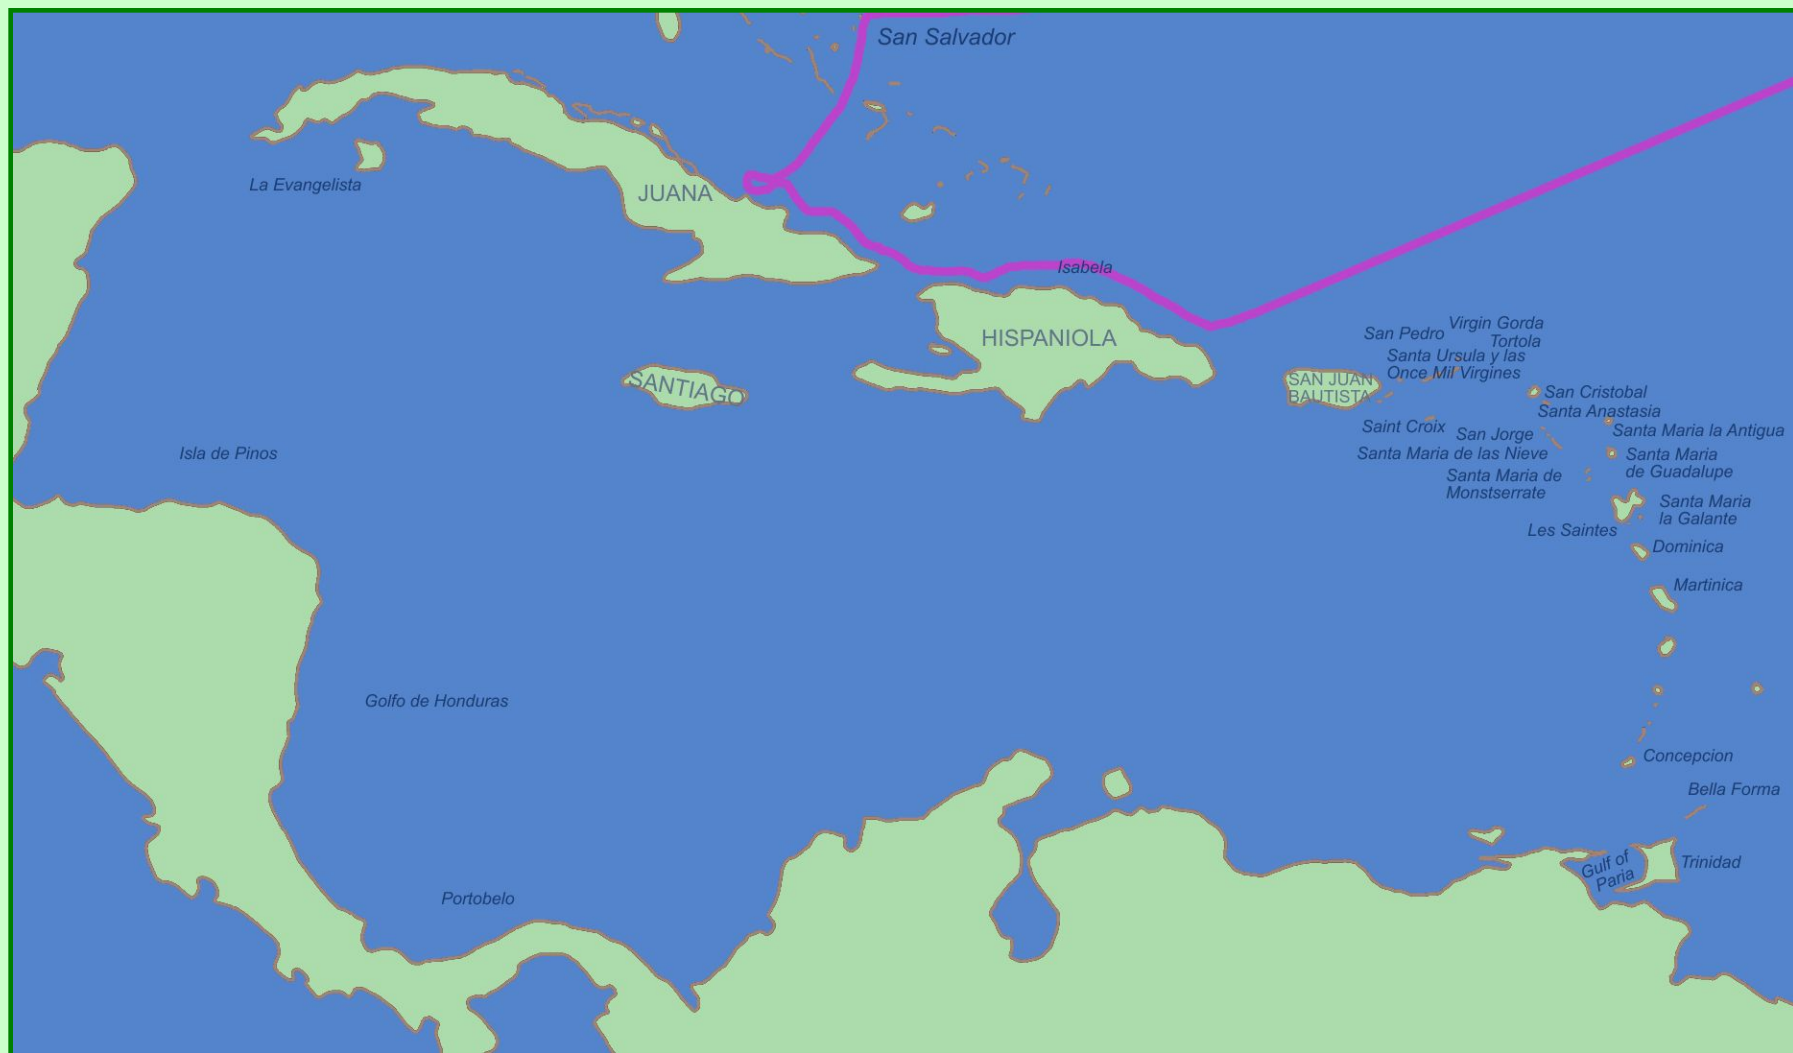 San Salvador
La Evangelista
JUANA
Isabela
HISPANIOLA
SANTIAGO
San Pedro
Virgin Gorda
Tortola
Santa Ursula y las
Once Mil Virgines
SAN JUAN
BAUTISTA
San Cristobal
Santa Anastasia
Saint Croix
San Jorge
Santa Maria la Antigua
Isla de Pinos
Santa Maria de las Nieve
Santa Maria
de Guadalupe
Santa Maria de
Monstserrate
Santa Maria
la Galante
Les Saintes
Dominica
Martinica
Golfo de Honduras
Concepcion
Bella Forma
Gulf of
Paria
Trinidad
Portobelo